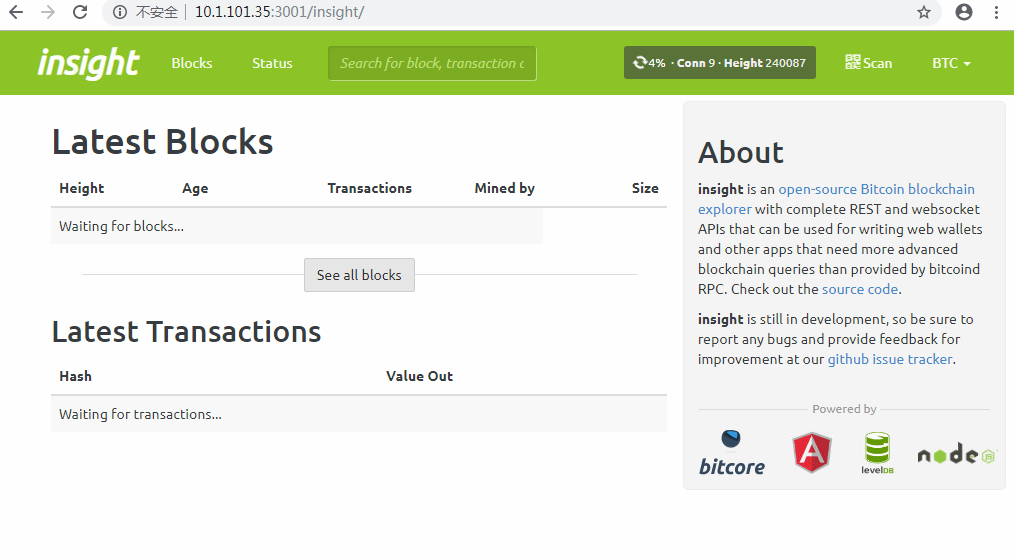 不安全 10.1.101.35:3001/insight/
insight Blocks Status Search for block, transaction c 4% · Conn 9 · Height 240087 Scan BTC
Latest Blocks
Height Age Transactions Mined by Size
Waiting for blocks...
See all blocks
Latest Transactions
Hash Value Out
Waiting for transactions...
About
insight is an open-source Bitcoin blockchain
explorer with complete REST and websocket
APIs that can be used for writing web wallets
and other apps that need more advanced
blockchain queries than provided by bitcoind
RPC. Check out the source code.
insight is still in development, so be sure to
report any bugs and provide feedback for
improvement at our github issue tracker.
Powered by
bitcore A levelDB node JS